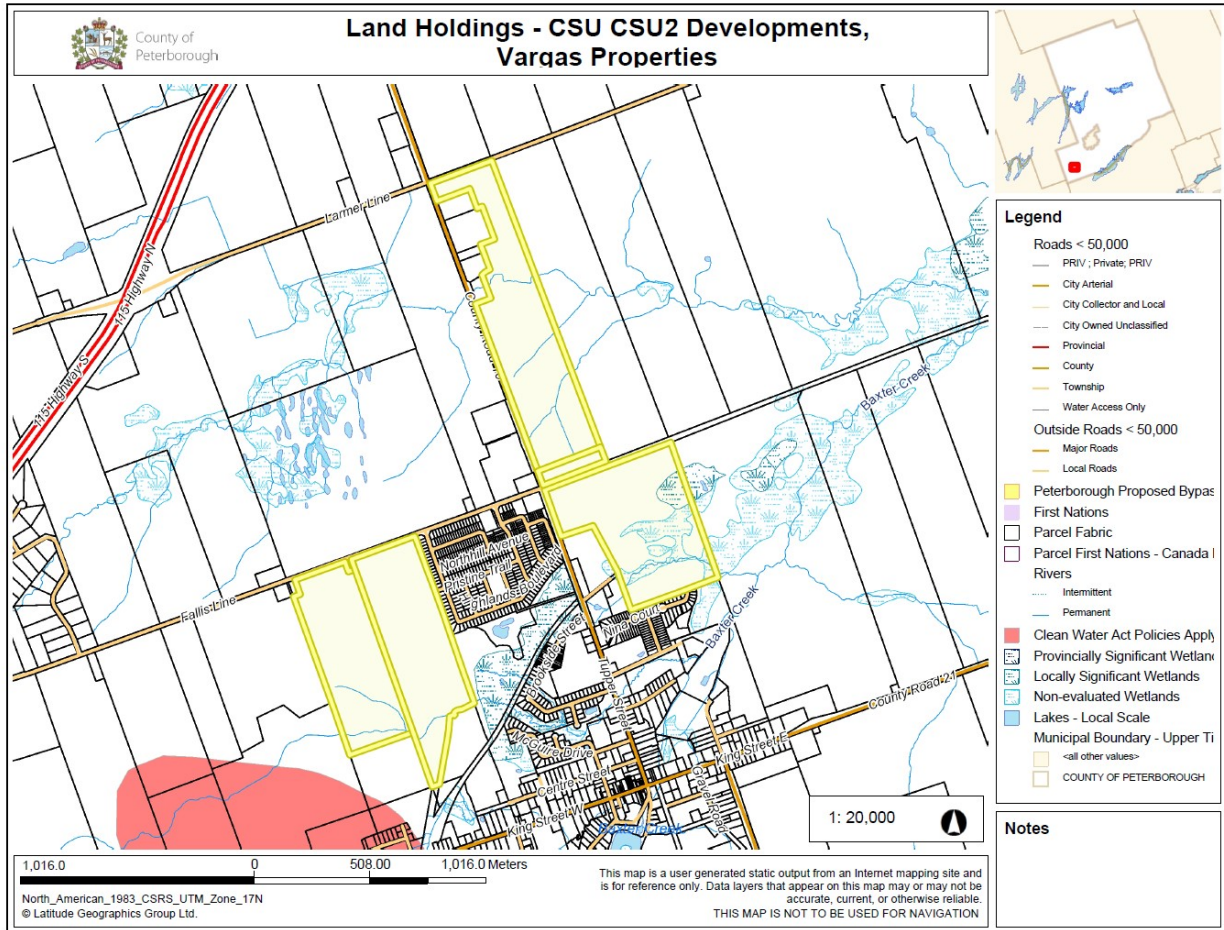 County of
Peterborough
Land Holdings - CSU CSU2 Developments,
Vargas Properties
Larmer Line
115 Highway N
115 Highway S
Baxter Creek
Northhill Avenue
Pristine Trail
Fallis Line
Brookside Street
Nina Court
Baxter Creek
Tupper Street
County Road 21
McGuire Drive
King Street E
Centre Street
Gravel Road
King Street W
Baxter Creek
1: 20,000
Legend
Roads < 50,000
PRIV ; Private; PRIV
City Arterial
City Collector and Local
City Owned Unclassified
Provincial
County
Township
Water Access Only
Outside Roads < 50,000
Major Roads
Local Roads
Peterborough Proposed Bypas
First Nations
Parcel Fabric
Parcel First Nations - Canada
Rivers
Intermittent
Permanent
Clean Water Act Policies Apply
Provincially Significant Wetland
Locally Significant Wetlands
Non-evaluated Wetlands
Lakes - Local Scale
Municipal Boundary - Upper Ti
<all other values>
COUNTY OF PETERBOROUGH
Notes
1,016.0 0 508.00 1,016.0 Meters
North_American_1983_CSRS_UTM_Zone_17N
© Latitude Geographics Group Ltd.
This map is a user generated static output from an Internet mapping site and
is for reference only. Data layers that appear on this map may or may not be
accurate, current, or otherwise reliable.
THIS MAP IS NOT TO BE USED FOR NAVIGATION